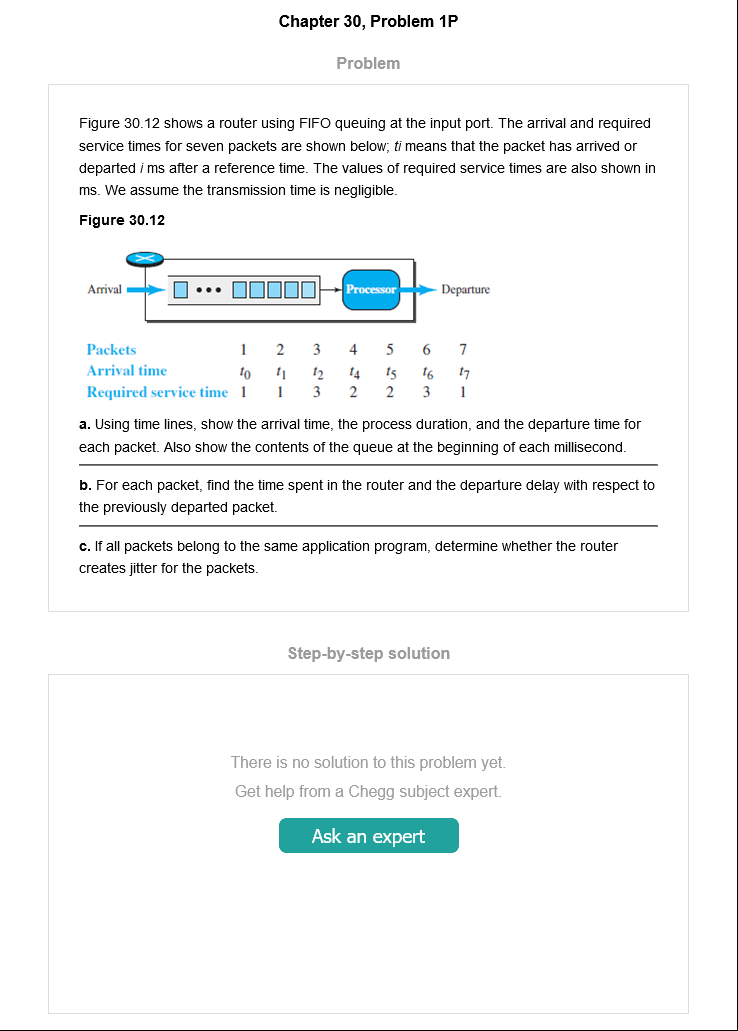 Chapter 30, Problem 1P
Problem
Figure 30.12 shows a router using FIFO queuing at the input port. The arrival and required
service times for seven packets are shown below; ti means that the packet has arrived or
departed i ms after a reference time. The values of required service times are also shown in
ms. We assume the transmission time is negligible.
Figure 30.12
Arrival
Processor
Departure
Packets 1 2 3 4 5 6 7
Arrival time t0 t1 t2 t4 t5 t6 t7
Required service time 1 1 3 2 2 3 1
a. Using time lines, show the arrival time, the process duration, and the departure time for
each packet. Also show the contents of the queue at the beginning of each millisecond.
b. For each packet, find the time spent in the router and the departure delay with respect to
the previously departed packet.
c. If all packets belong to the same application program, determine whether the router
creates jitter for the packets.
Step-by-step solution
There is no solution to this problem yet.
Get help from a Chegg subject expert.
Ask an expert